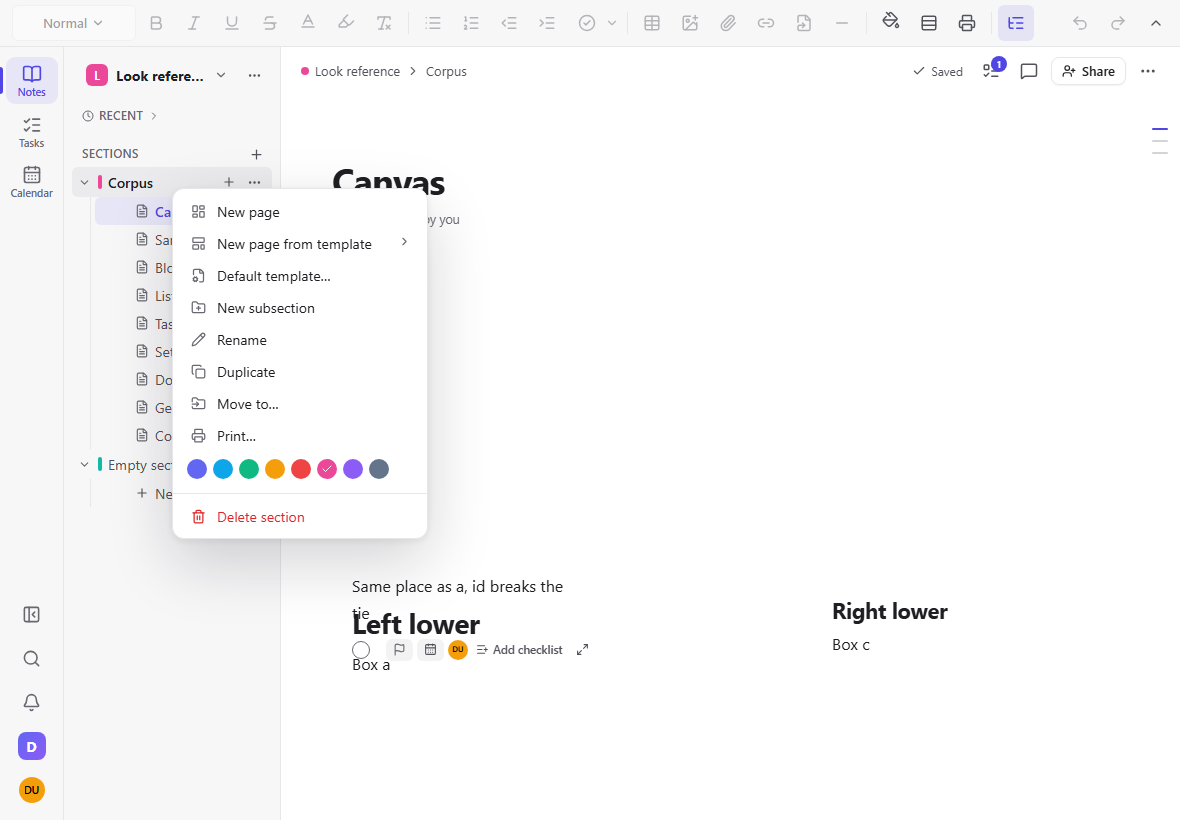 Normal
Notes
Tasks
Calendar
L Look refere...
RECENT
SECTIONS
Corpus
Ca
Sar
Blo
List
Tas
Set
Do
Ge
Co
Empty sec
Ne
New page
New page from template
Default template...
New subsection
Rename
Duplicate
Move to...
Print...
Delete section
Look reference
Corpus
Saved
1
Share
Canvas
by you
Same place as a, id breaks the
tie
Left lower
DU
Add checklist
Box a
Right lower
Box c
D
DU